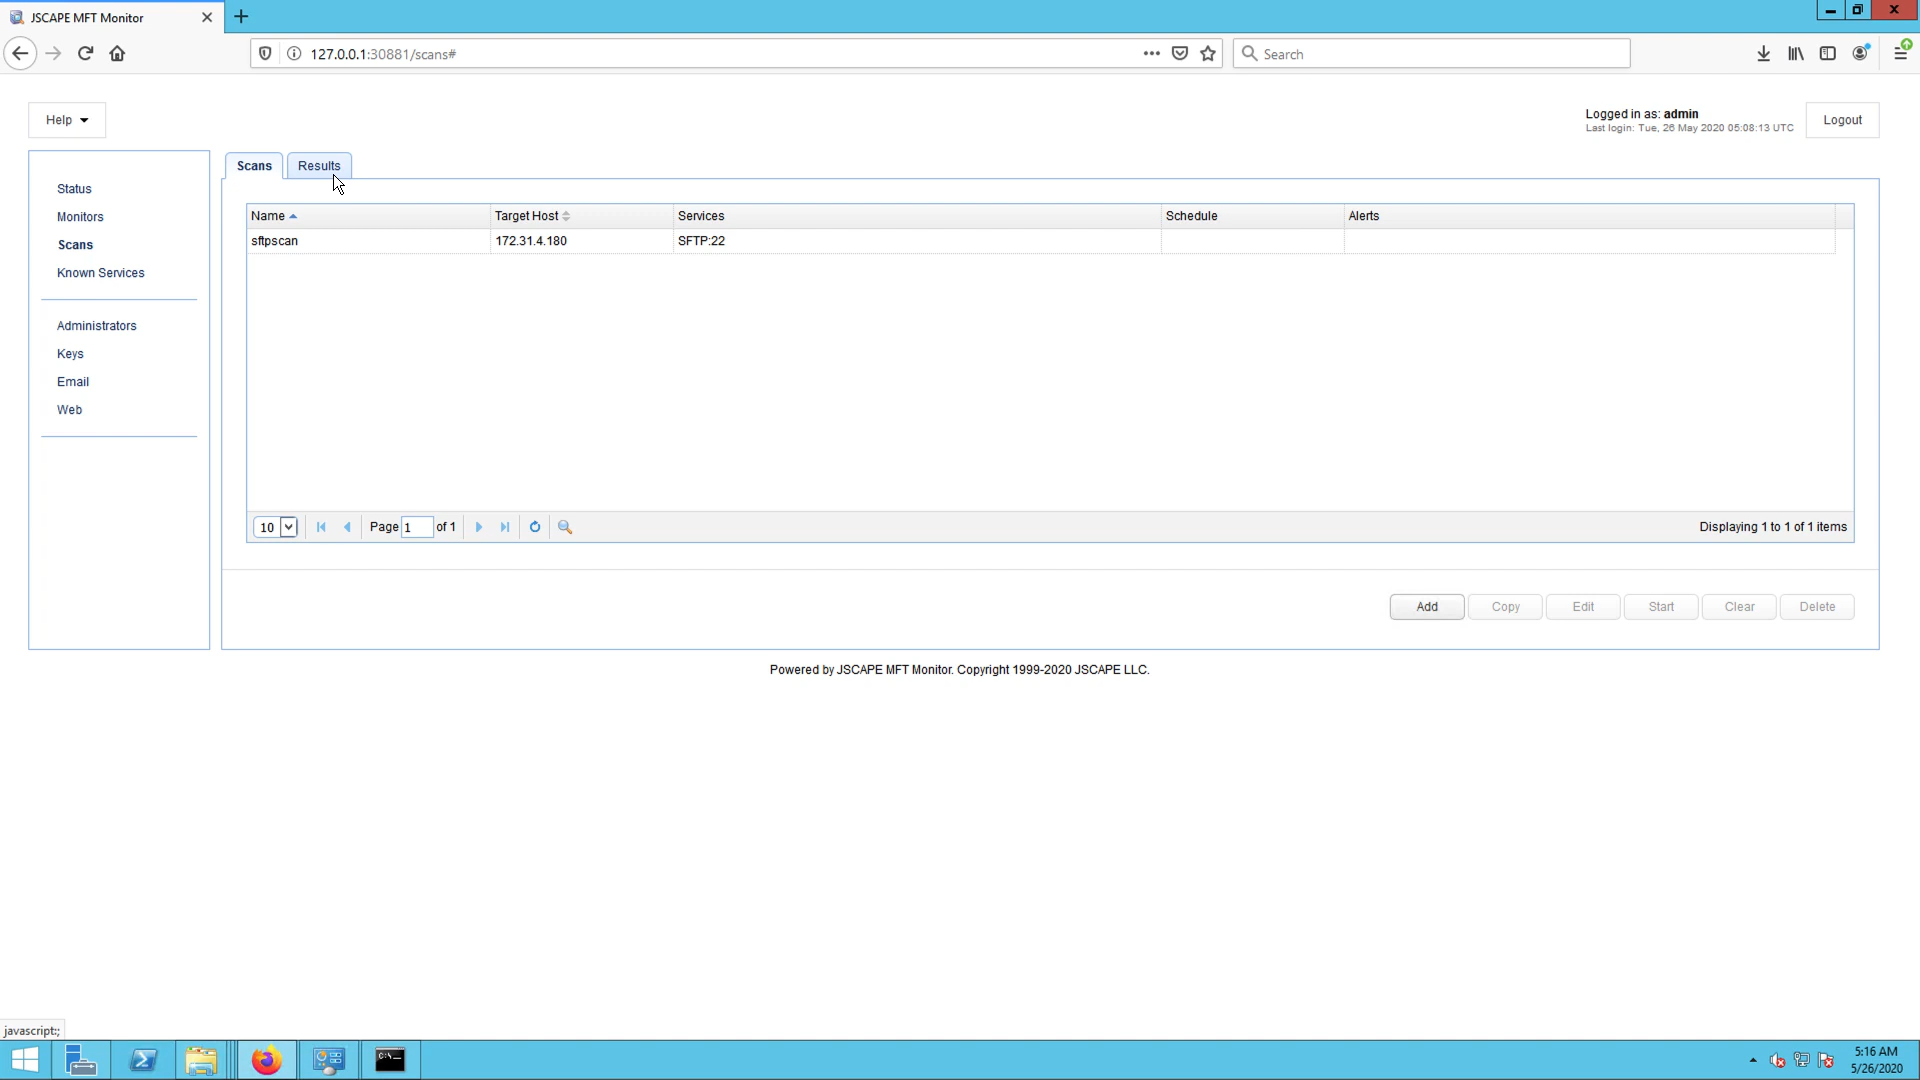 JSCAPE MFT Monitor
127.0.0.1:30881/scans#
Search
Help
Logged in as: admin
Last login: Tue, 26 May 2020 05:08:13 UTC
Logout
Status
Monitors
Scans
Known Services
Administrators
Keys
Email
Web
Scans
Results
Name
Target Host
Services
Schedule
Alerts
sftpscan
172.31.4.180
SFTP:22
10
Page 1 of 1
Displaying 1 to 1 of 1 items
Add
Copy
Edit
Start
Clear
Delete
Powered by JSCAPE MFT Monitor. Copyright 1999-2020 JSCAPE LLC.
javascript:;
C:\_
5:16 AM
5/26/2020